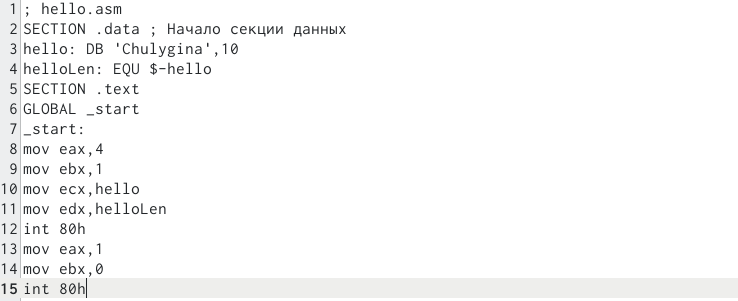 1 ; hello.asm
2 SECTION .data ; Начало секции данных
3 hello: DB 'Chulygina',10
4 helloLen: EQU $-hello
5 SECTION .text
6 GLOBAL _start
7 _start:
8 mov eax,4
9 mov ebx,1
10 mov ecx,hello
11 mov edx,helloLen
12 int 80h
13 mov eax,1
14 mov ebx,0
15 int 80h